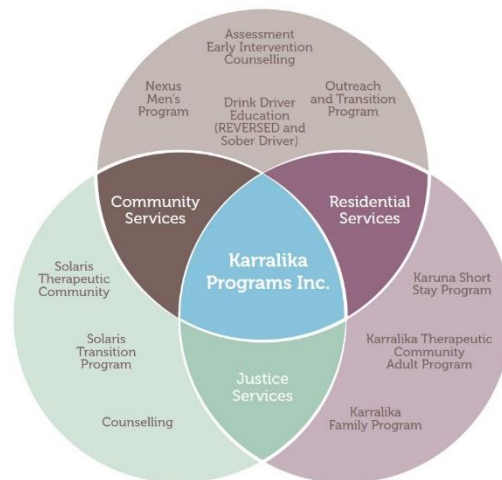 Assessment
Early Intervention
Counselling
Nexus
Men's
Program
Drink Driver
Education
(REVERSED and
Sober Driver)
Outreach
and Transition
Program
Community
Services
Residential
Services
Karralika
Programs Inc.
Solaris
Therapeutic
Community
Solaris
Transition
Program
Counselling
Justice
Services
Karuna Short
Stay Program
Karralika Therapeutic
Community
Adult Program
Karralika
Family Program